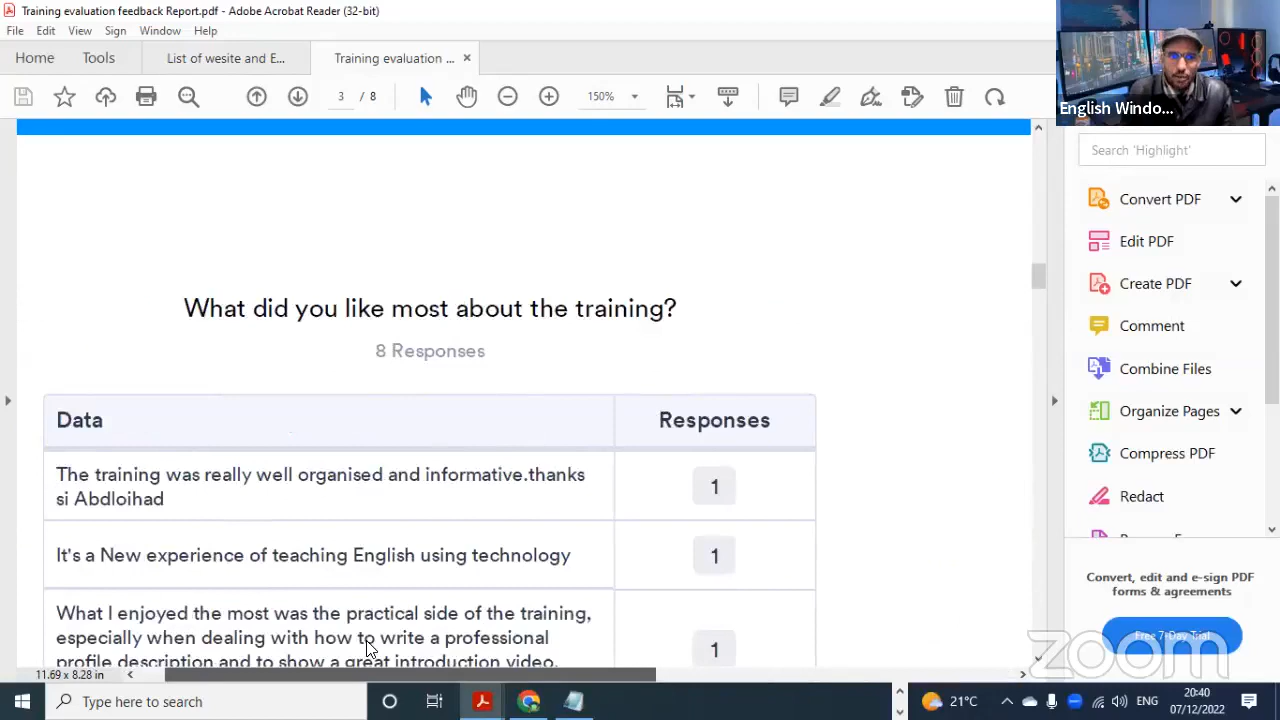 Training evaluation feedback Report.pdf - Adobe Acrobat Reader (32-bit)
File Edit View Sign Window Help
Home Tools List of wesite and E... Training evaluation ... ×
3 / 8 150%
English Windo...
Search 'Highlight'
Convert PDF
Edit PDF
Create PDF
Comment
Combine Files
Organize Pages
Compress PDF
Redact
Convert, edit and e-sign PDF
forms & agreements
Free 7-Day Trial
What did you like most about the training?
8 Responses
Data Responses
The training was really well organised and informative.thanks
si Abdloihad
1
It's a New experience of teaching English using technology
1
What I enjoyed the most was the practical side of the training,
especially when dealing with how to write a professional
profile description and to show a great introduction video.
1
11.69 x 8.28 in
zoom
Type here to search
21°C
ENG
20:40
07/12/2022